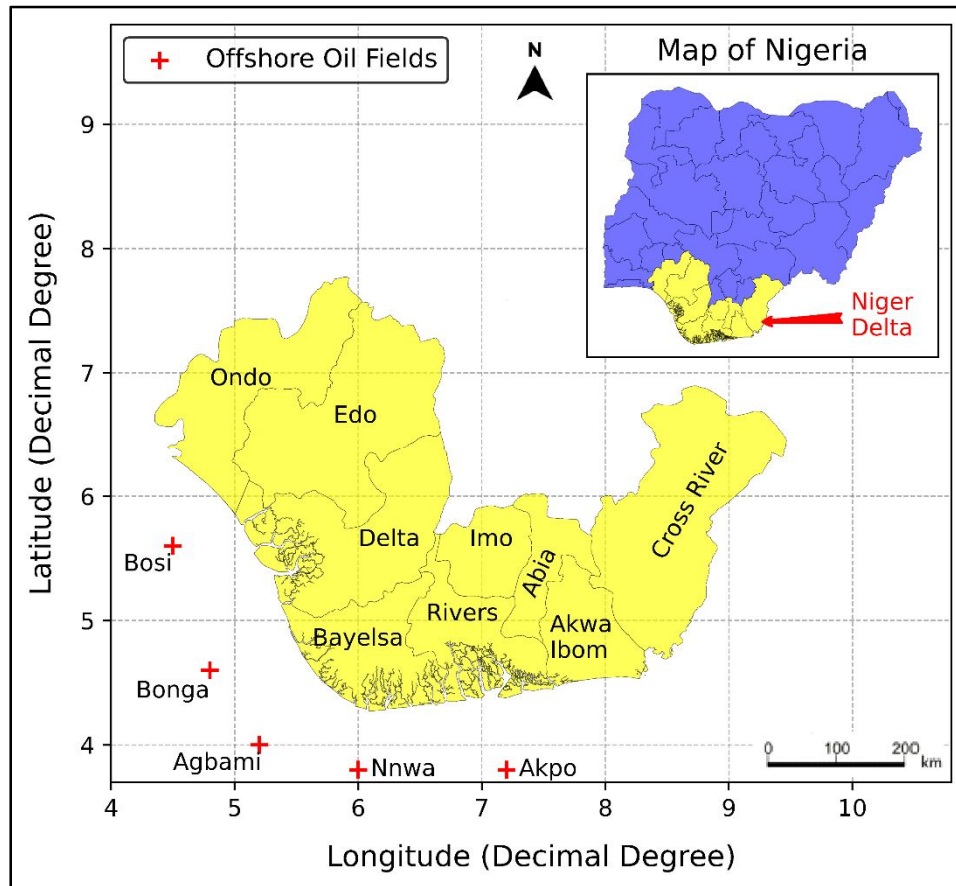 Offshore Oil Fields
N
Map of Nigeria
Niger
Delta
Latitude (Decimal Degree)
9
8
7
6
5
4
Ondo
Edo
Delta
Imo
Abia
Cross River
Rivers
Bayelsa
Akwa
Ibom
Bosi
Bonga
Agbami
Nnwa
Akpo
0 100 200
km
4 5 6 7 8 9 10
Longitude (Decimal Degree)